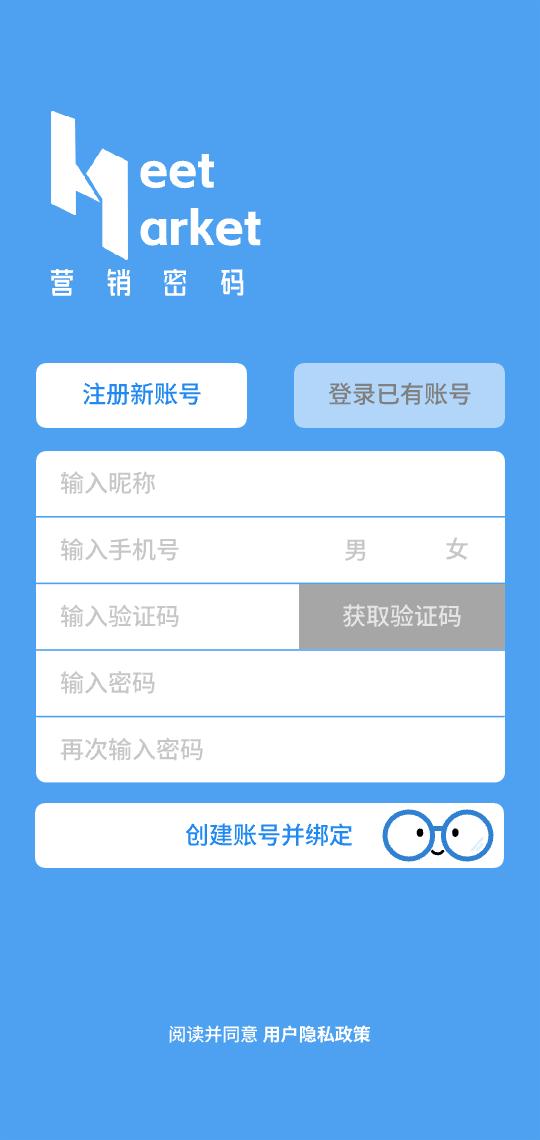 eet
arket
营销密码
注册新账号 登录已有账号
输入昵称
输入手机号 男 女
输入验证码 获取验证码
输入密码
再次输入密码
创建账号并绑定
阅读并同意 用户隐私政策